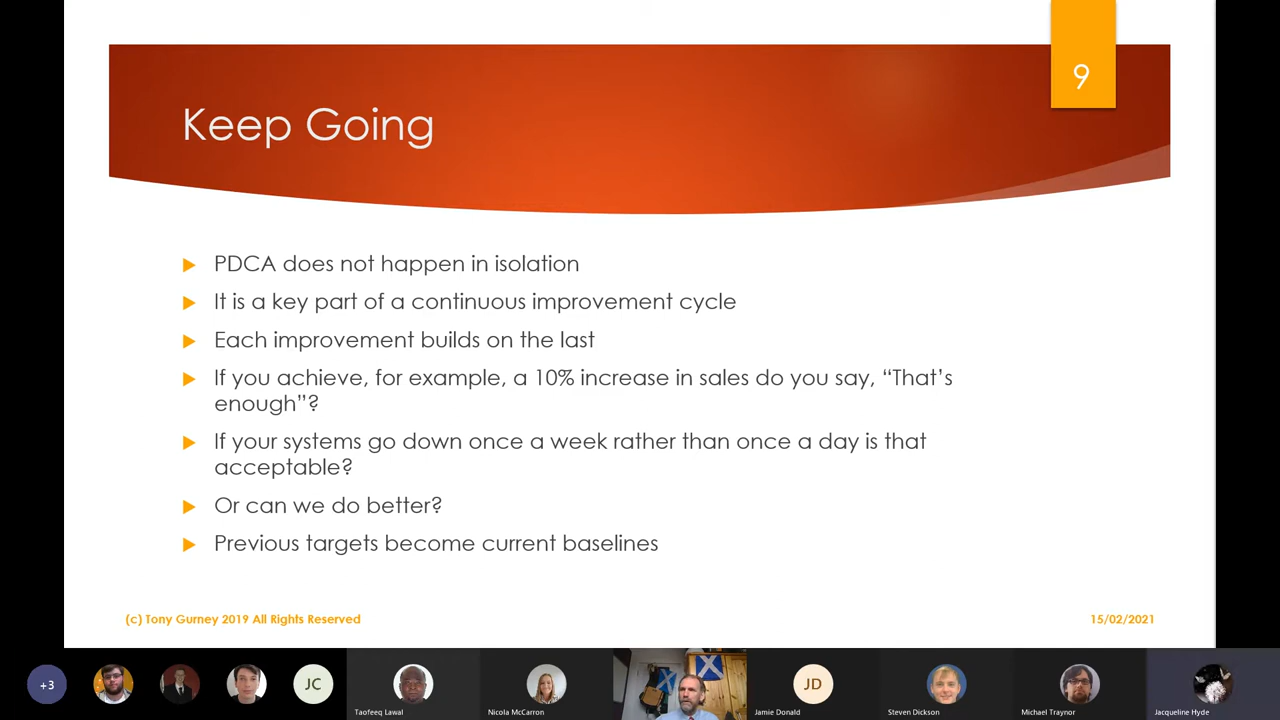 9
Keep Going
PDCA does not happen in isolation
It is a key part of a continuous improvement cycle
Each improvement builds on the last
If you achieve, for example, a 10% increase in sales do you say, “That’s
enough”?
If your systems go down once a week rather than once a day is that
acceptable?
Or can we do better?
Previous targets become current baselines
(c) Tony Gurney 2019 All Rights Reserved
15/02/2021
+3
JC
JD
Taofeeq Lawal
Nicola McCarron
Jamie Donald
Steven Dickson
Michael Traynor
Jacqueline Hyde